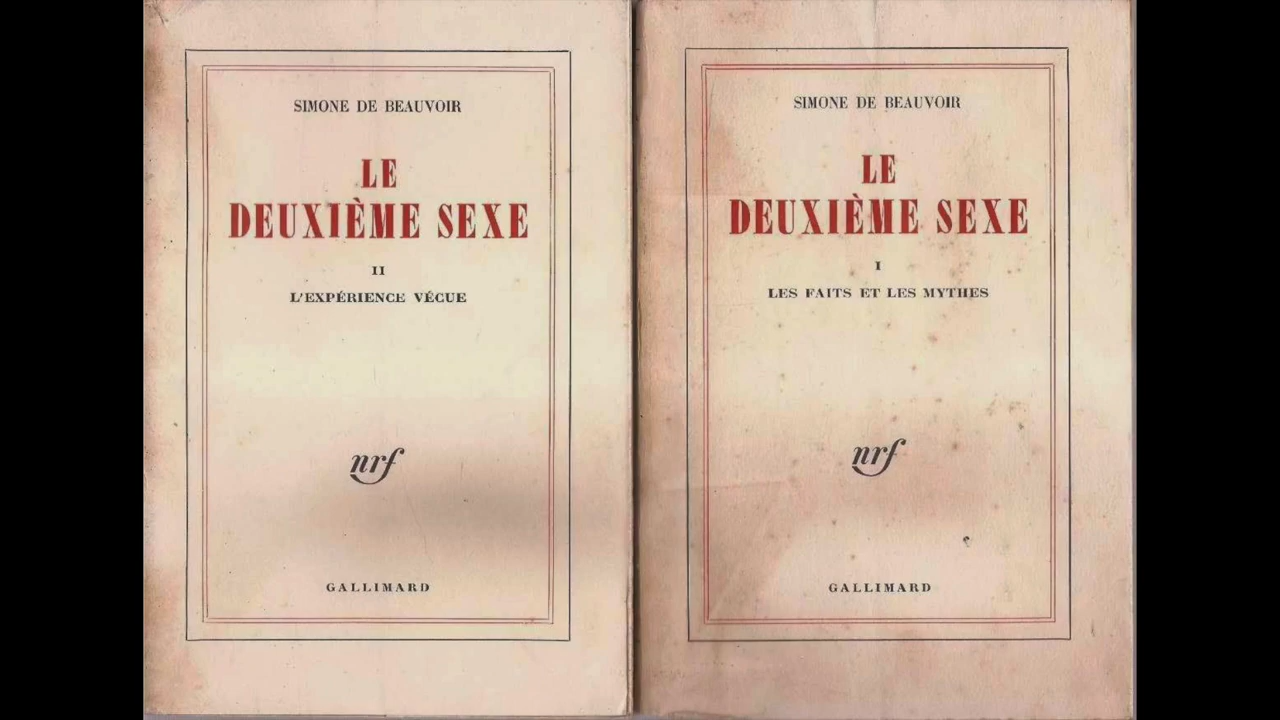 SIMONE DE BEAUVOIR
LE
DEUXIÈME SEXE
II
L'EXPÉRIENCE VÉCUE
nrf
GALLIMARD
SIMONE DE BEAUVOIR
LE
DEUXIÈME SEXE
I
LES FAITS ET LES MYTHES
nrf
GALLIMARD